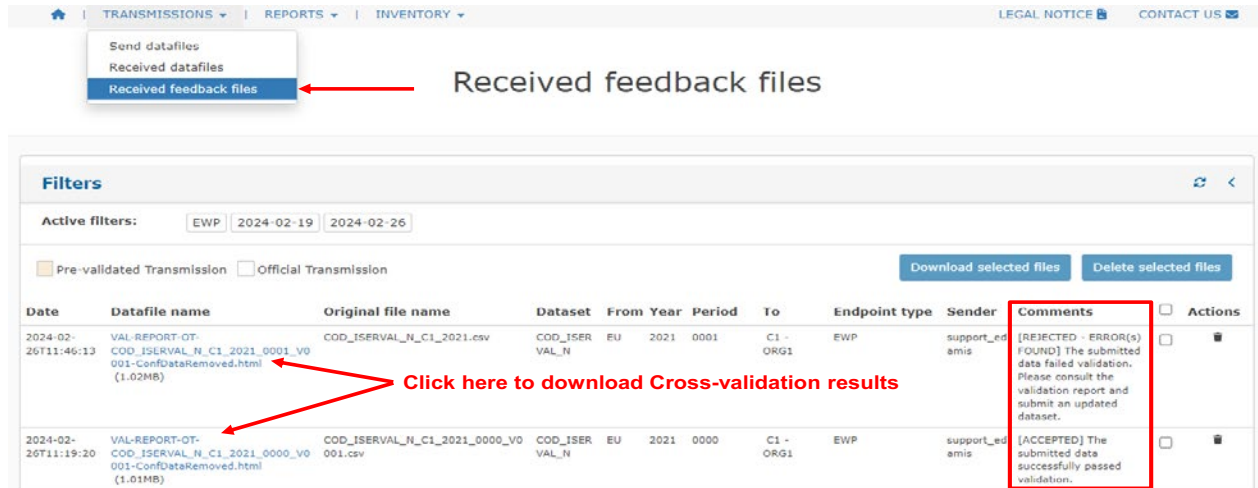 TRANSMISSIONS | REPORTS | INVENTORY LEGAL NOTICE CONTACT US
Send datafiles
Received datafiles
Received feedback files
Received feedback files
Filters
Active filters: EWP 2024-02-19 2024-02-26
Pre-validated Transmission Official Transmission Download selected files Delete selected files
Date Datafile name Original file name Dataset From Year Period To Endpoint type Sender Comments Actions
2024-02-26T11:46:13
VAL-REPORT-OT-
COD_ISERVAL_N_C1_2021_0001_V0
001-ConfDataRemoved.html
(1.02MB)
COD_ISERVAL_N_C1_2021.csv
COD_ISER
VAL_N
EU
2021
0001
C1 -
ORG1
EWP
support_ed
amis
[REJECTED - ERROR(s)
FOUND] The submitted
data failed validation.
Please consult the
validation report and
submit an updated
dataset.
Click here to download Cross-validation results
2024-02-
26T11:19:20
VAL-REPORT-OT-
COD_ISERVAL_N_C1_2021_0000_V0
001-ConfDataRemoved.html
(1.01MB)
COD_ISERVAL_N_C1_2021_0000_V0
001.csv
COD_ISER
VAL_N
EU
2021
0000
C1 -
ORG1
EWP
support_ed
amis
[ACCEPTED] The
submitted data
successfully passed
validation.